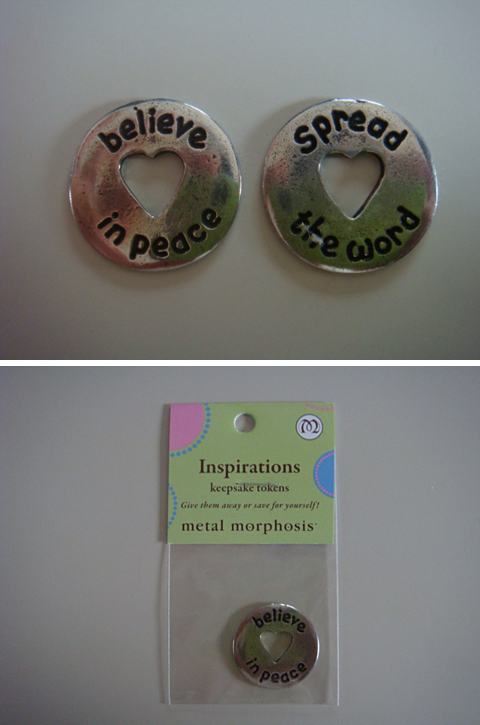 believe
in peace
Spread
the word
m
Inspirations
keepsake tokens
Give them away or save for yourself!
metal morphosis
believe
in peace